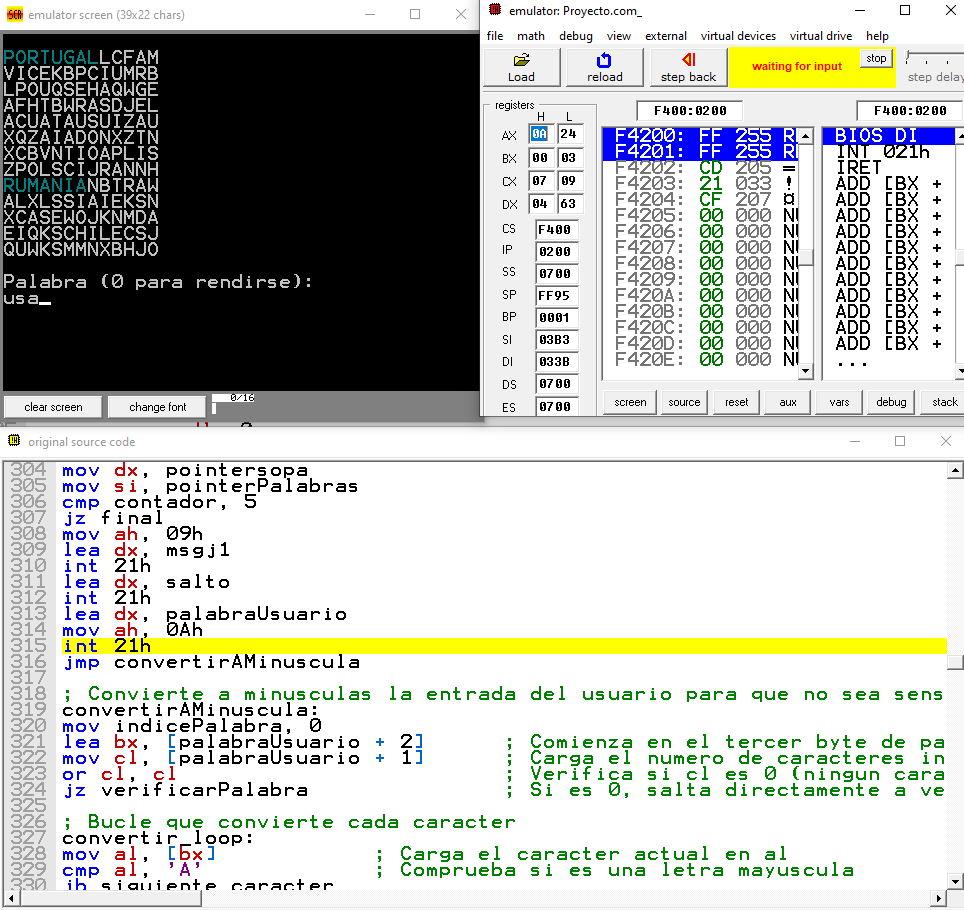 emulator screen (39x22 chars)
PORTUGALLCFAM
VICEKBPCIUMRB
LPOUQSEHAQWGE
AFHTBWRASDJEL
ACUATAUSUIZAU
XQZAIADONXZTN
XCBVNTIOAPLIS
ZPOLSCIJRANNH
RUMANIANBTRAW
ALXLSSIAIEKSN
XCASEWOJKNMDA
EIQKSCHILECSJ
QUWKSMMNXBHJO
Palabra (0 para rendirse):
usa_
clear screen
change font
0/16
emulator: Proyecto.com_
file math debug view external virtual devices virtual drive help
Load
reload
step back
waiting for input
stop
step delay
registers
H L
AX 0A 24
BX 00 03
CX 07 09
DX 04 63
CS F400
IP 0200
SS 0700
SP FF95
BP 0001
SI 03B3
DI 033B
DS 0700
ES 0700
F400:0200
F4200: FF 255
F4201: FF 255
F4202: CD 205 =
F4203: 21 033 !
F4204: CF 207 ¤
F4205: 00 000
F4206: 00 000
F4207: 00 000
F4208: 00 000
F4209: 00 000
F420A: 00 000
F420B: 00 000
F420C: 00 000
F420D: 00 000
F420E: 00 000
F400:0200
BIOS DI
INT 021h
IRET
ADD [BX +
ADD [BX +
ADD [BX +
ADD [BX +
ADD [BX +
ADD [BX +
ADD [BX +
ADD [BX +
ADD [BX +
ADD [BX +
ADD [BX +
...
screen source reset aux vars debug stack
original source code
304 mov dx, pointersopa
305 mov si, pointerPalabras
306 cmp contador, 5
307 jz final
308 mov ah, 09h
309 lea dx, msgj1
310 int 21h
311 lea dx, salto
312 int 21h
313 lea dx, palabraUsuario
314 mov ah, 0Ah
315 int 21h
316 jmp convertirAMinuscula
317
318 ; Convierte a minusculas la entrada del usuario para que no sea sens
319 convertirAMinuscula:
320 mov indicePalabra, 0
321 lea bx, [palabraUsuario + 2] ; Comienza en el tercer byte de pa
322 mov cl, [palabraUsuario + 1] ; Carga el numero de caracteres in
323 or cl, cl ; Verifica si cl es 0 (ningun cara
324 jz verificarPalabra ; Si es 0, salta directamente a ve
325
326 ; Bucle que convierte cada caracter
327 convertir_loop:
328 mov al, [bx] ; Carga el caracter actual en al
329 cmp al, 'A' ; Comprueba si es una letra mayuscula
330 jb siguiente_caracter